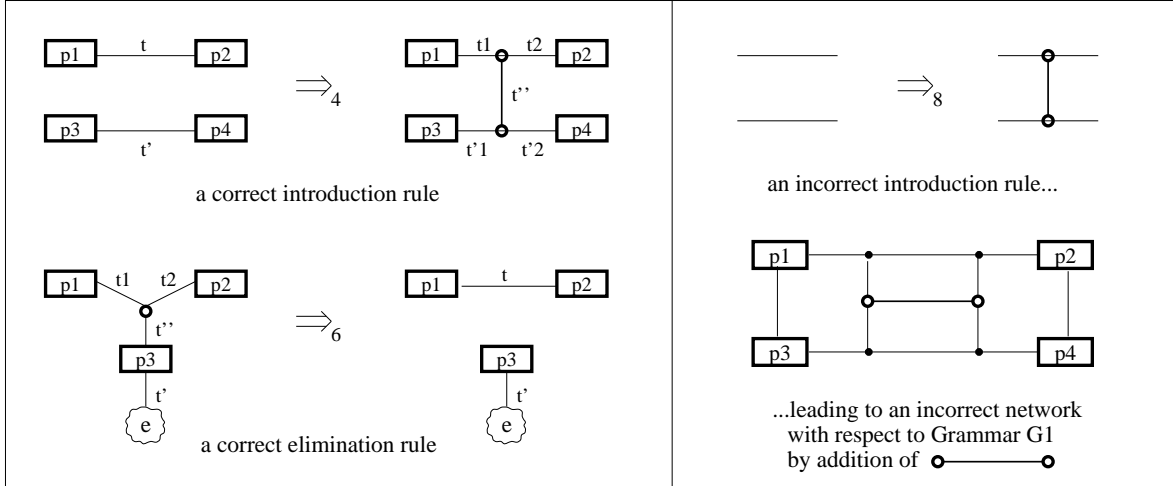 p1 t p2
p1 t1 t2 p2
4
t''
p3 t' p4
p3 t'1 t'2 p4
a correct introduction rule
p1 t1 t2 p2
p1 t p2
t''
6
p3
p3
t'
t'
e
e
a correct elimination rule
8
an incorrect introduction rule...
p1 p2
p3 p4
...leading to an incorrect network
with respect to Grammar G1
by addition of